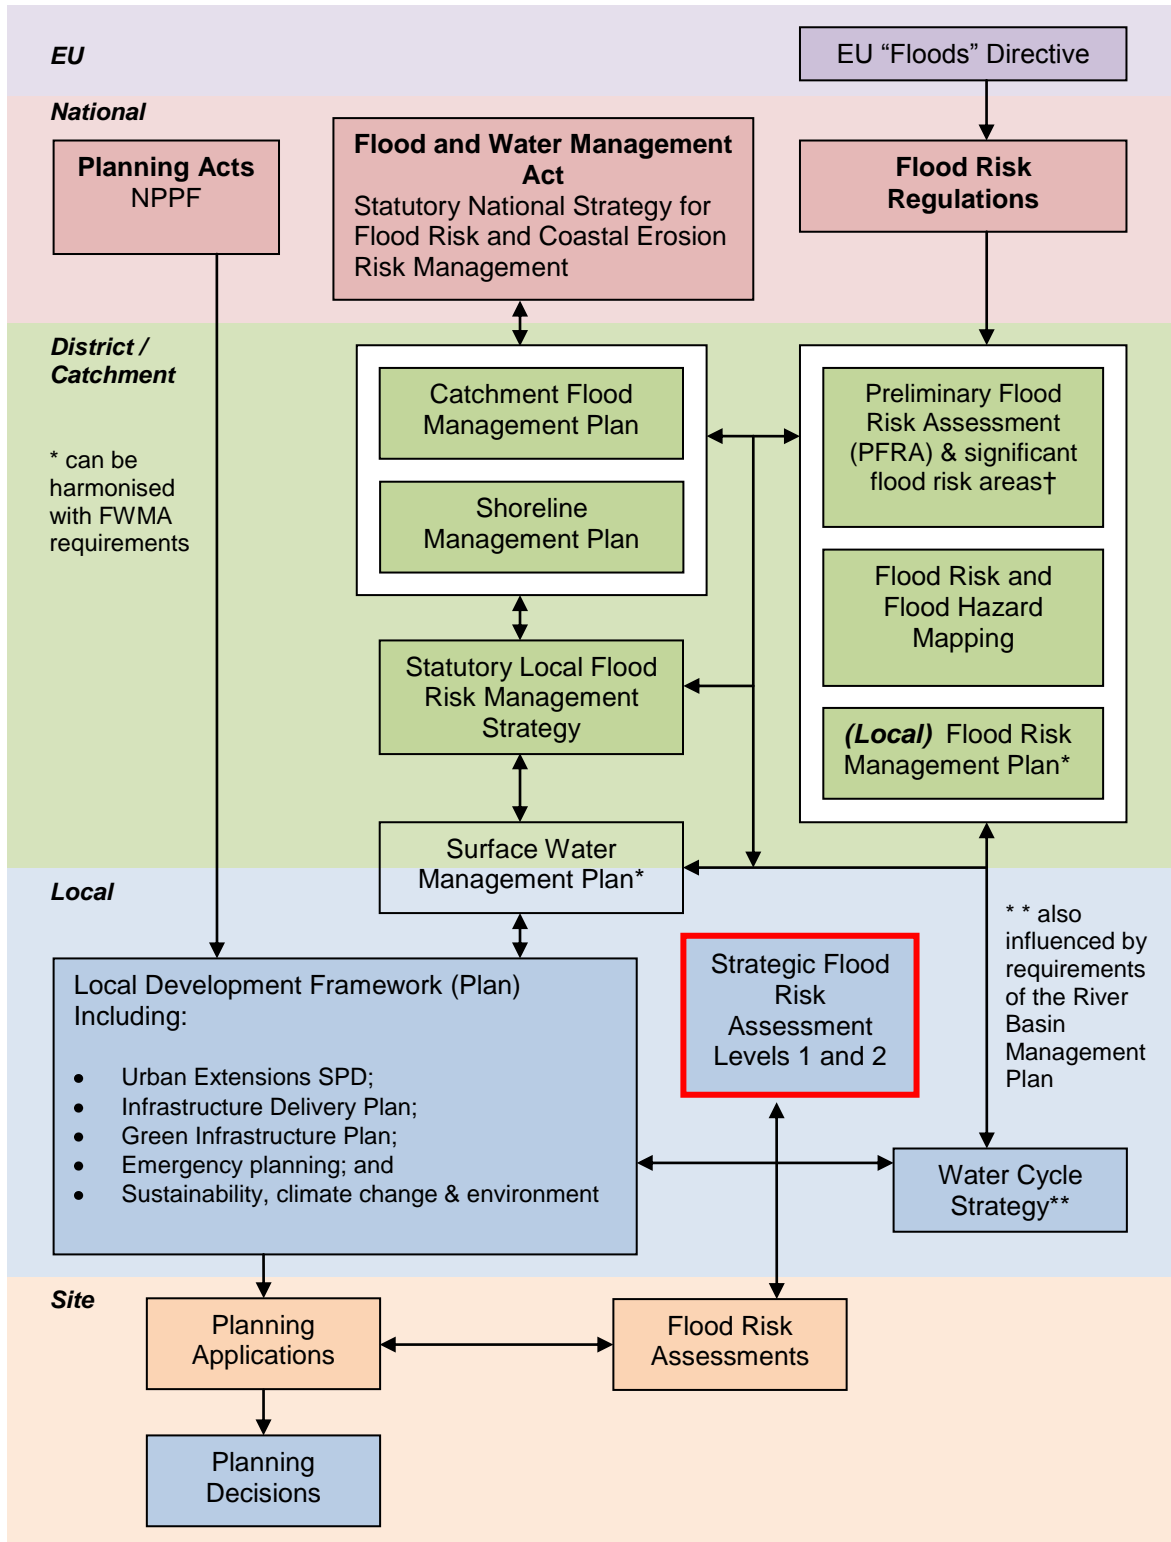 EU
EU “Floods” Directive
National
Planning Acts
NPPF
Flood and Water Management
Act
Statutory National Strategy for
Flood Risk and Coastal Erosion
Risk Management
Flood Risk
Regulations
District /
Catchment
* can be
harmonised
with FWMA
requirements
Catchment Flood
Management Plan
Shoreline
Management Plan
Preliminary Flood
Risk Assessment
(PFRA) & significant
flood risk areas†
Flood Risk and
Flood Hazard
Mapping
(Local) Flood Risk
Management Plan*
Statutory Local Flood
Risk Management
Strategy
Surface Water
Management Plan*
Local
* * also
influenced by
requirements
of the River
Basin
Management
Plan
Strategic Flood
Risk
Assessment
Levels 1 and 2
Local Development Framework (Plan)
Including:
• Urban Extensions SPD;
• Infrastructure Delivery Plan;
• Green Infrastructure Plan;
• Emergency planning; and
• Sustainability, climate change & environment
Water Cycle
Strategy**
Site
Planning
Applications
Flood Risk
Assessments
Planning
Decisions